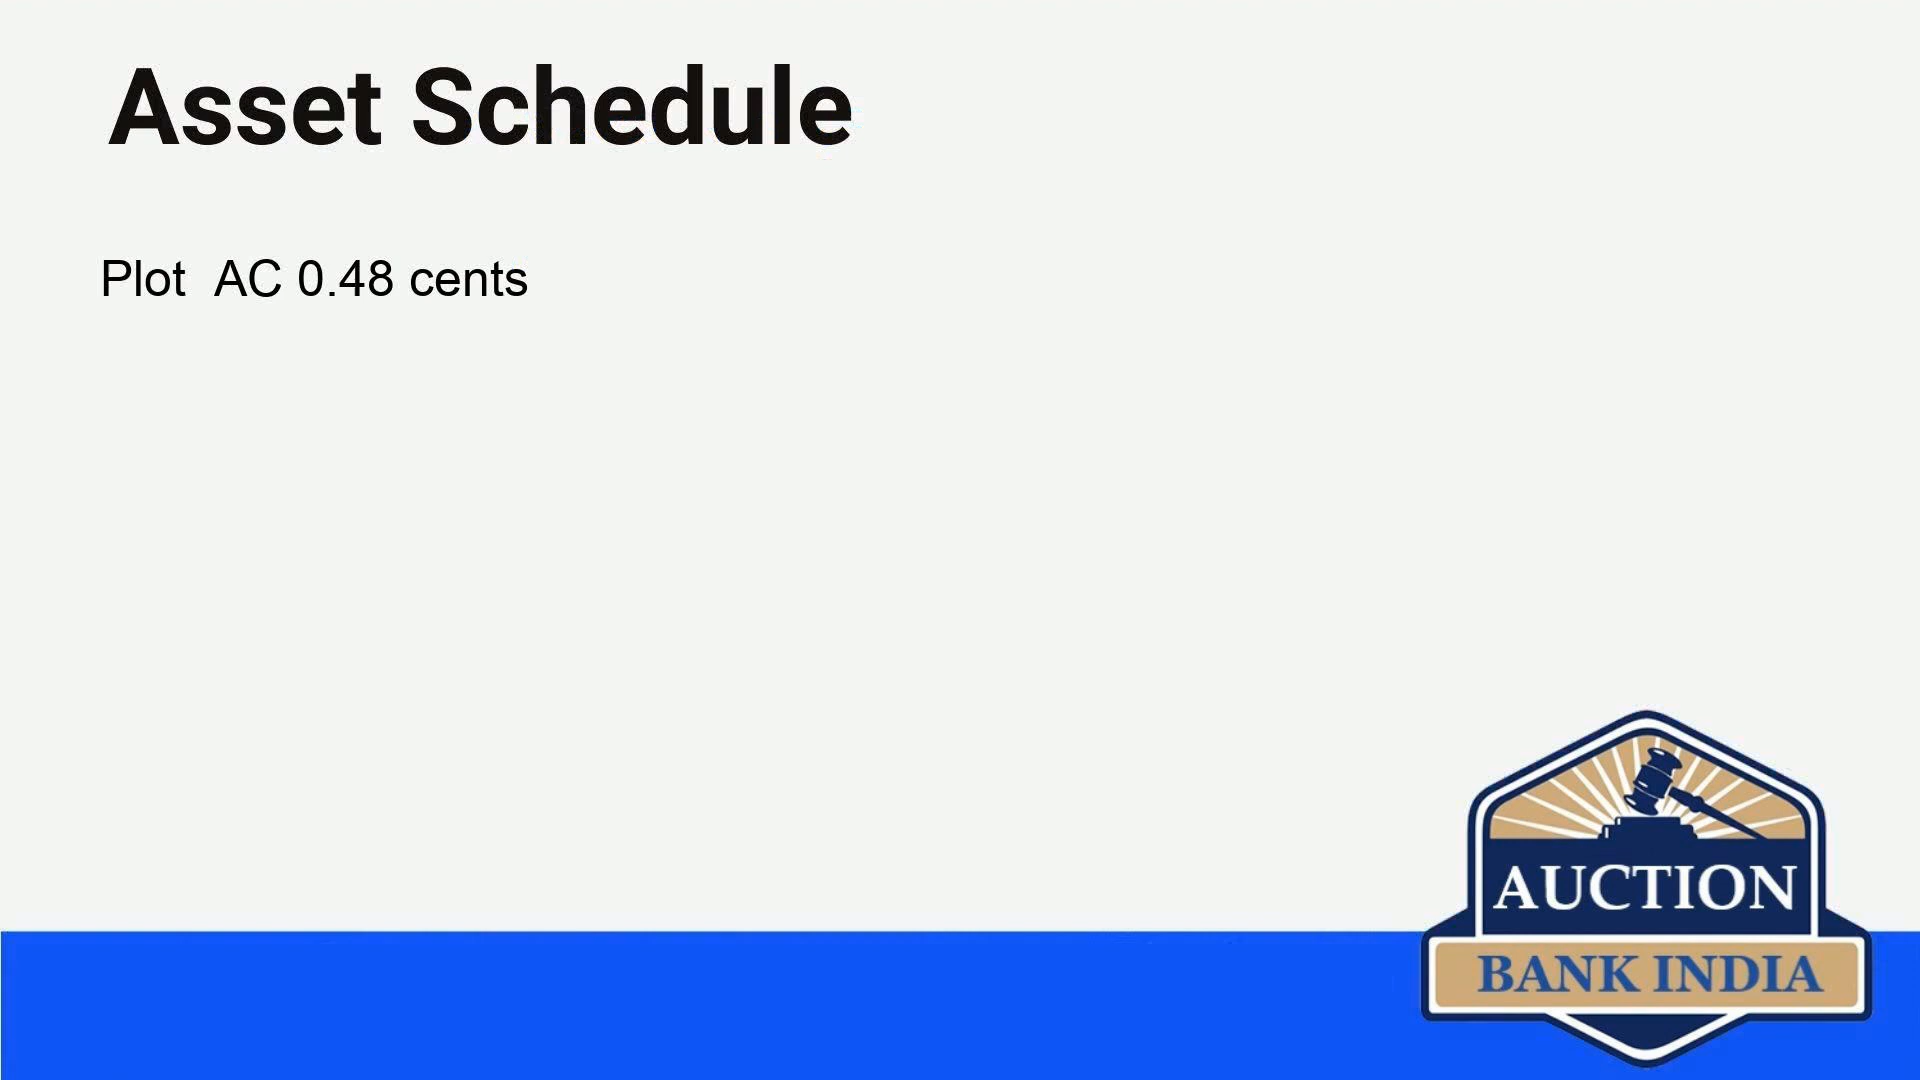 Asset Schedule
Plot  AC 0.48 cents
AUCTION
BANK INDIA